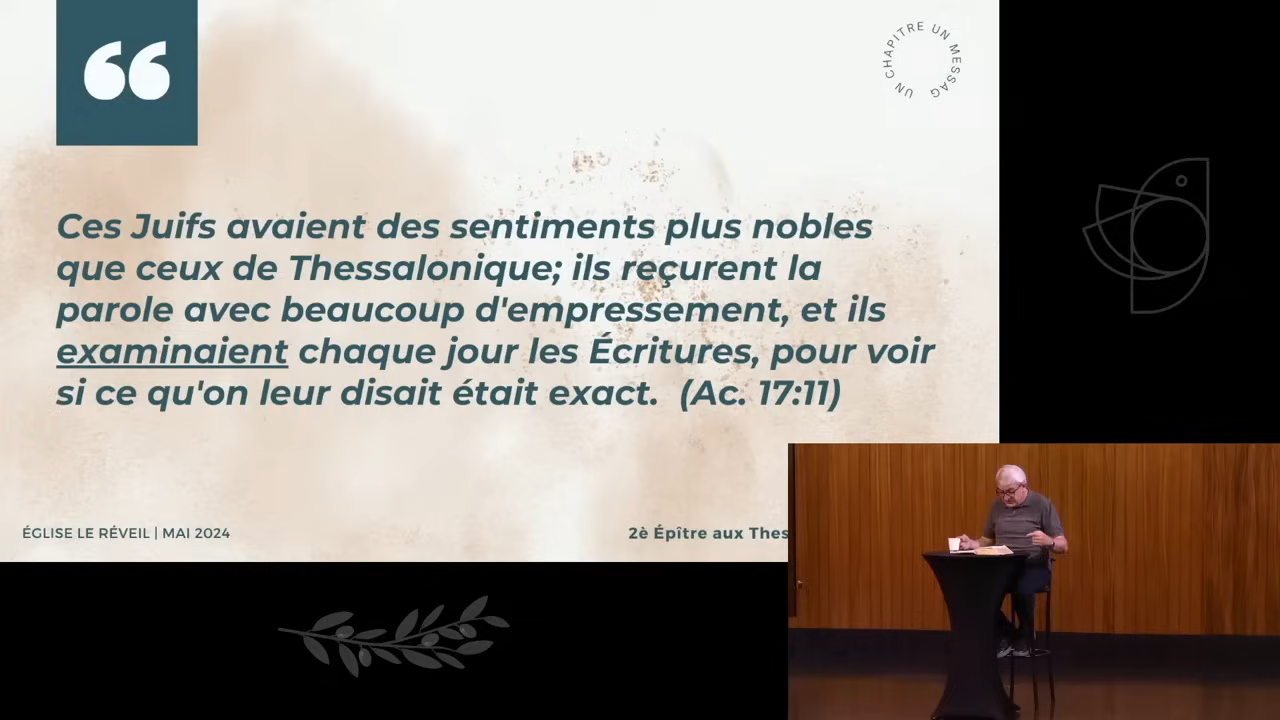 UN CHAPITRE UN MESSAG
Ces Juifs avaient des sentiments plus nobles
que ceux de Thessalonique; ils reçurent la
parole avec beaucoup d'empressement, et ils
examinaient chaque jour les Écritures, pour voir
si ce qu'on leur disait était exact. (Ac. 17:11)
ÉGLISE LE RÉVEIL | MAI 2024
2è Épître aux Thes